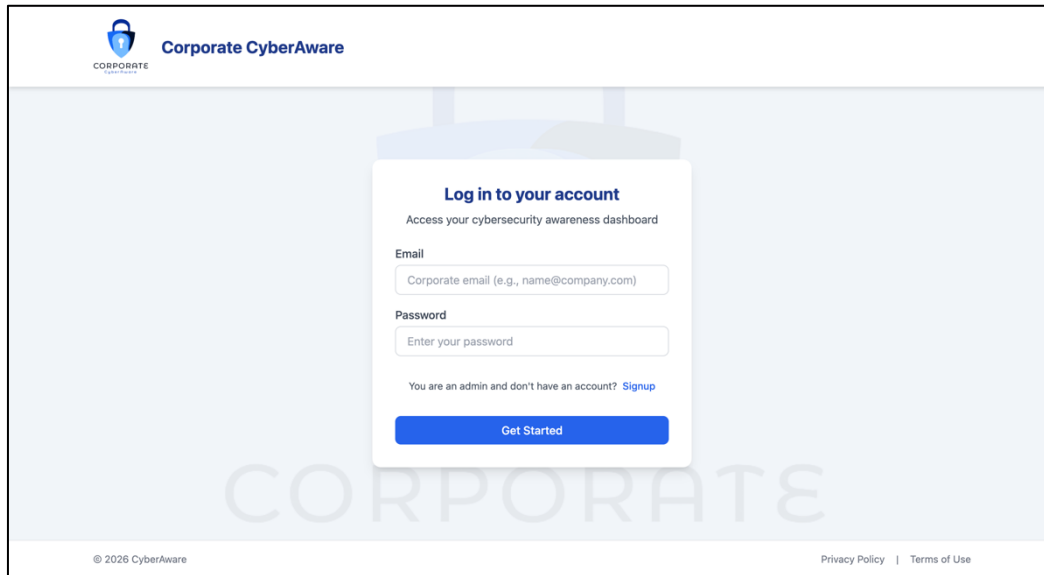 CORPORATE
CyberAware
Corporate CyberAware
Log in to your account
Access your cybersecurity awareness dashboard
Email
Corporate email (e.g., name@company.com)
Password
Enter your password
You are an admin and don't have an account? Signup
Get Started
CORPORATE
© 2026 CyberAware
Privacy Policy | Terms of Use